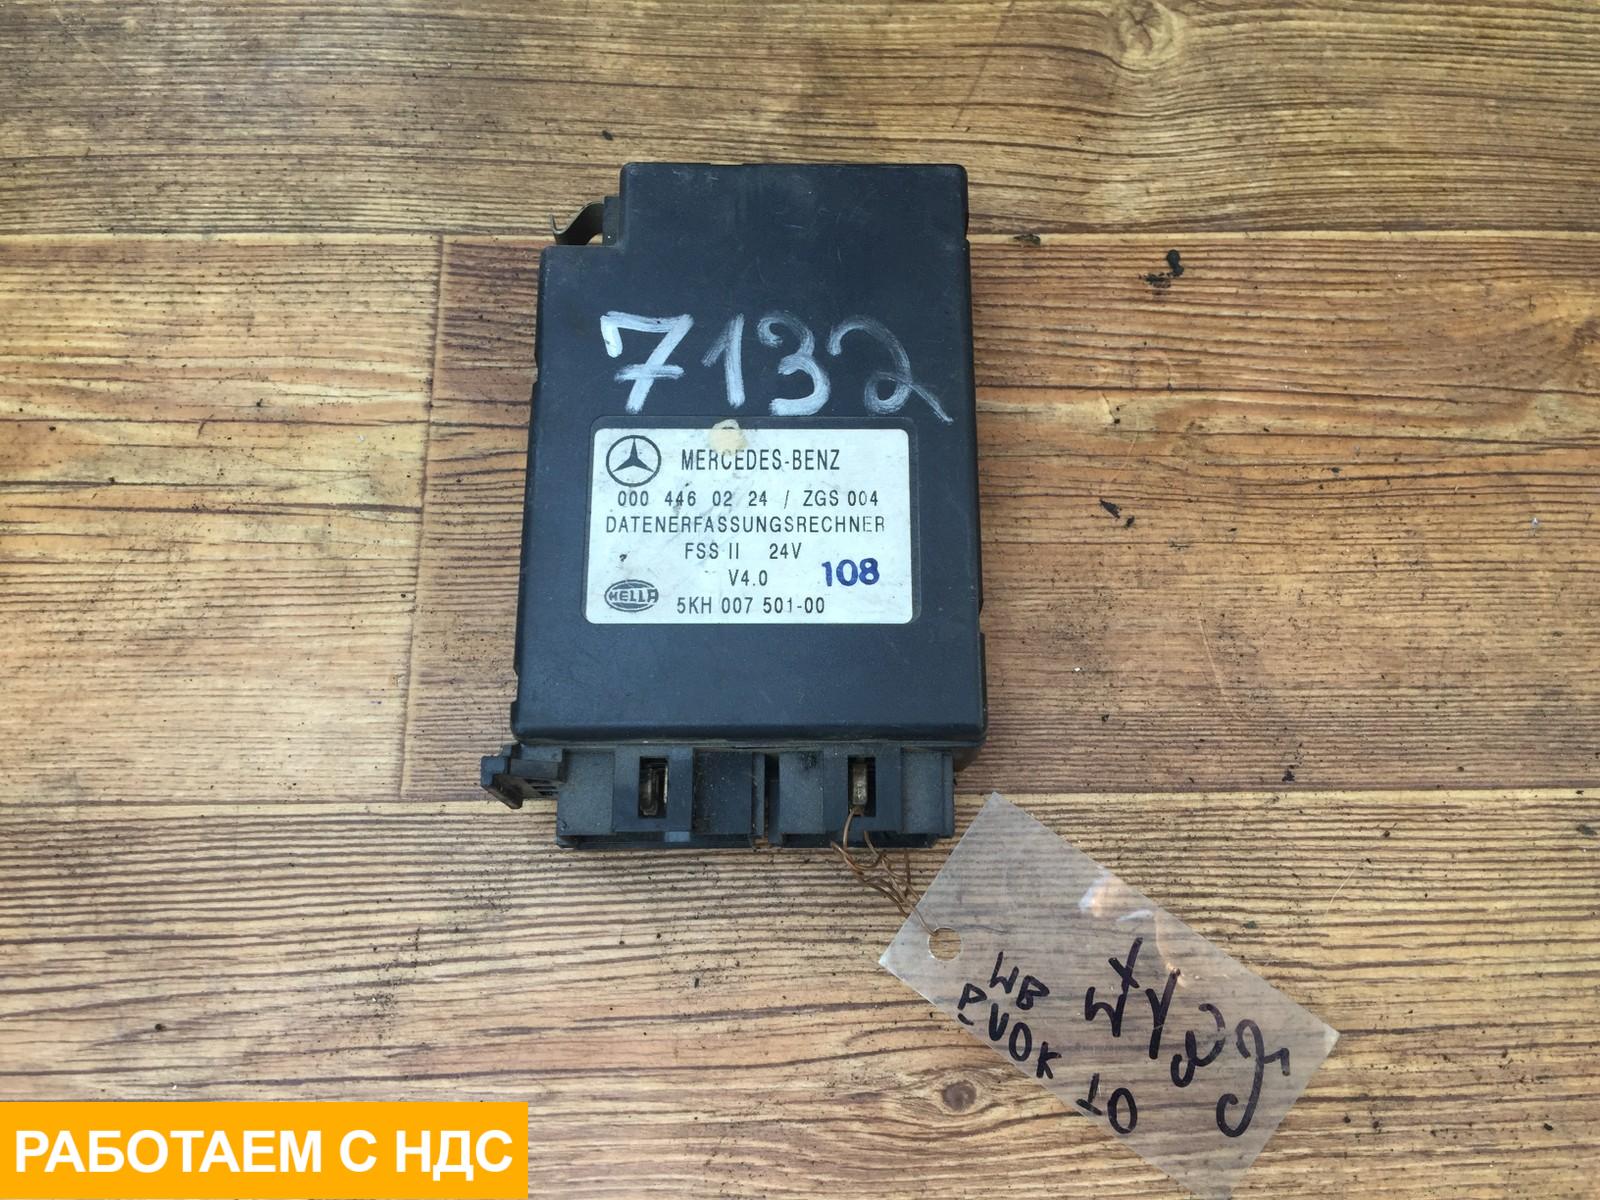 7132
MERCEDES-BENZ
000 446 02 24 / ZGS 004
DATENERFASSUNGSRECHNER
FSS II 24V
V4.0 108
HELLA 5KH 007 501-00
10
РАБОТАЕМ С НДС